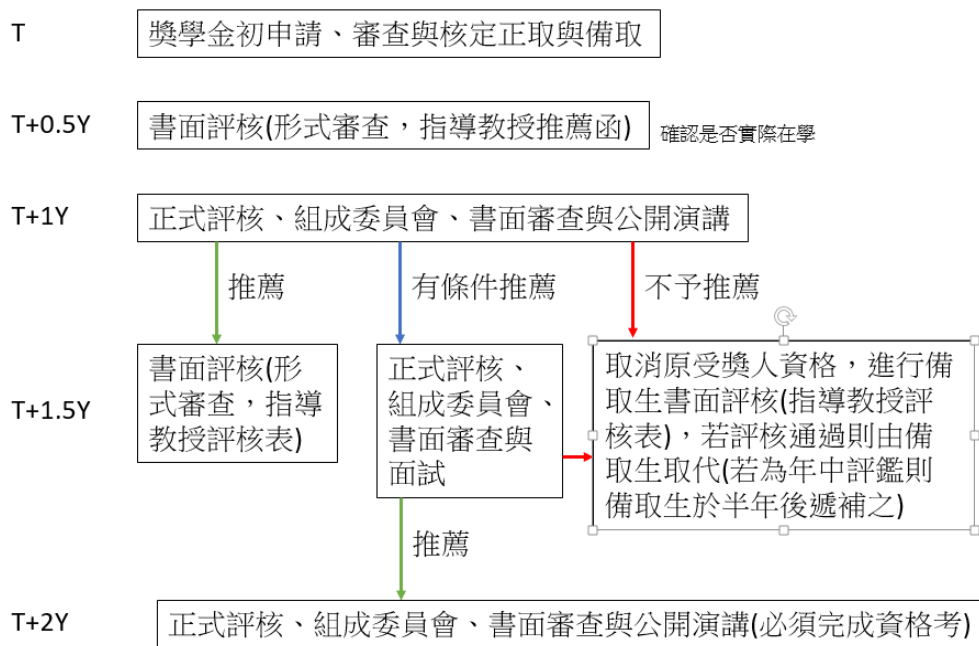 T
獎學金初申請、審查與核定正取與備取
T+0.5Y
書面評核(形式審查，指導教授推薦函)
確認是否實際在學
T+1Y
正式評核、組成委員會、書面審查與公開演講
推薦
有條件推薦
不予推薦
T+1.5Y
書面評核(形
式審查，指導
教授評核表)
正式評核、
組成委員會、
書面審查與
面試
取消原受獎人資格，進行備
取生書面評核(指導教授評
核表)，若評核通過則由備
取生取代(若為年中評鑑則
備取生於半年後遞補之)
推薦
T+2Y
正式評核、組成委員會、書面審查與公開演講(必須完成資格考)